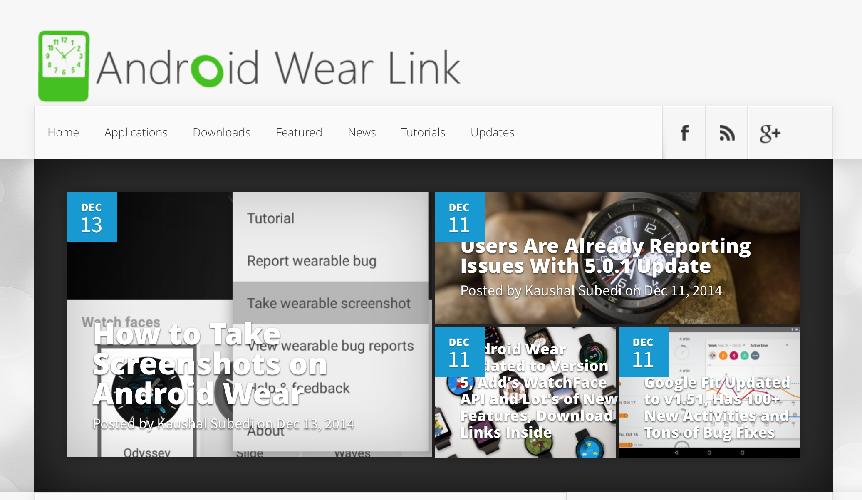 Android Wear Link
Home
Applications
Downloads
Featured
News
Tutorials
Updates
DEC
13
Tutorial
Report wearable bug
Take wearable screenshot
View wearable bug reports
Help & feedback
About
Watch faces
How to Take
Screenshots on
Android Wear
Posted by Kaushal Subedi on Dec 13, 2014
Odyssey
Slide
Waves
DEC
11
Users Are Already Reporting
Issues With 5.0.1 Update
Posted by Kaushal Subedi on Dec 11, 2014
DEC
11
Android Wear
Updated to Version
5, Add's WatchFace
API and Lot's of New
Features, Download
Links Inside
DEC
11
Google Fit Updated
to v1.51, Has 100+
New Activities and
Tons of Bug Fixes